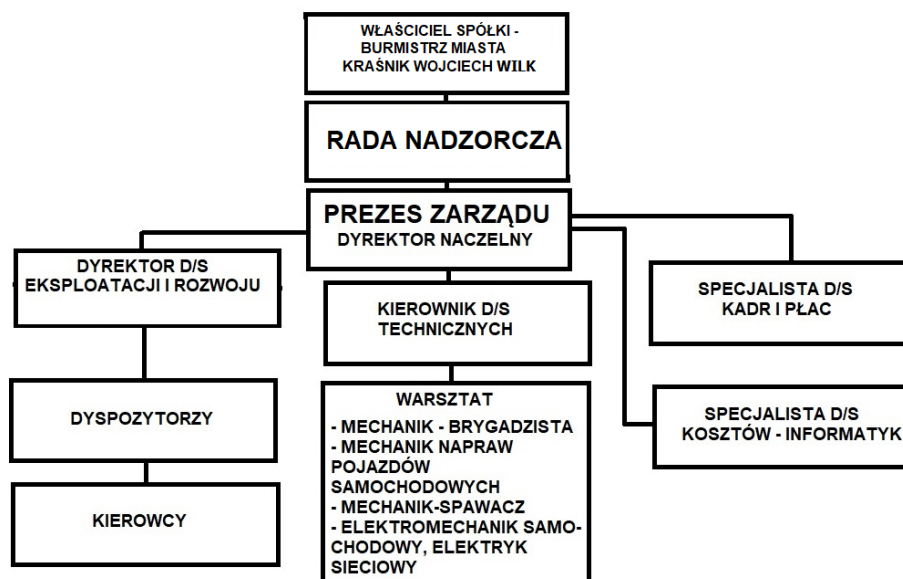 WŁAŚCICIEL SPÓŁKI -
BURMISTRZ MIASTA
KRAŚNIK WOJCIECH WILK
RADA NADZORCZA
PREZES ZARZĄDU
DYREKTOR NACZELNY
DYREKTOR D/S
EKSPLOATACJI I ROZWOJU
KIEROWNIK D/S
TECHNICZNYCH
SPECJALISTA D/S
KADR I PŁAC
DYSPOZYTORZY
WARSZTAT
- MECHANIK - BRYGADZISTA
- MECHANIK NAPRAW
POJAZDÓW
SAMOCHODOWYCH
- MECHANIK-SPAWACZ
- ELEKTROMECHANIK SAMO-
CHODOWY, ELEKTRYK
SIECIOWY
SPECJALISTA D/S
KOSZTÓW - INFORMATYK
KIEROWCY